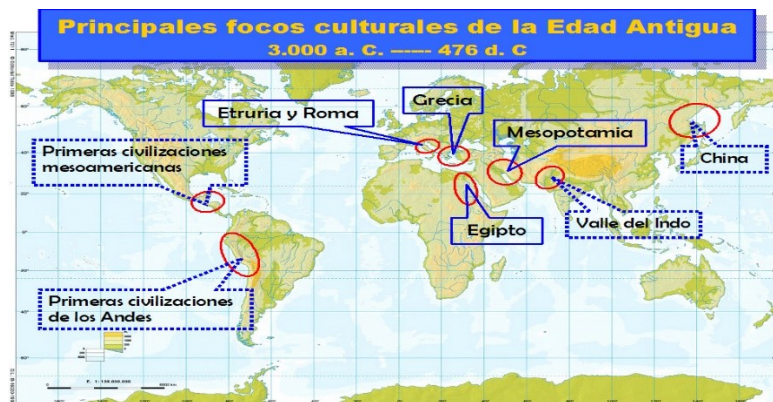 Principales focos culturales de la Edad Antigua
3.000 a. C. ------ 476 d. C
Etruria y Roma
Grecia
Mesopotamia
China
Primeras civilizaciones
mesoamericanas
Egipto
Valle del Indo
Primeras civilizaciones
de los Andes